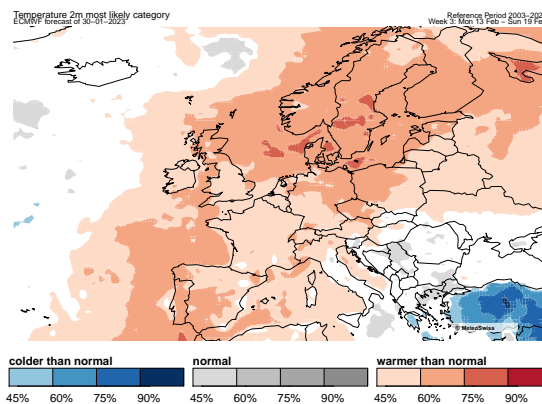 Temperature 2m most likely category
Reference Period 2003-202
ECMWF forecast of 30-01-2023
Week 3: Mon 13 Feb - Sun 19 Fe
© MeteoSwiss
colder than normal
normal
warmer than normal
45% 60% 75% 90%
45% 60% 75% 90%
45% 60% 75% 90%